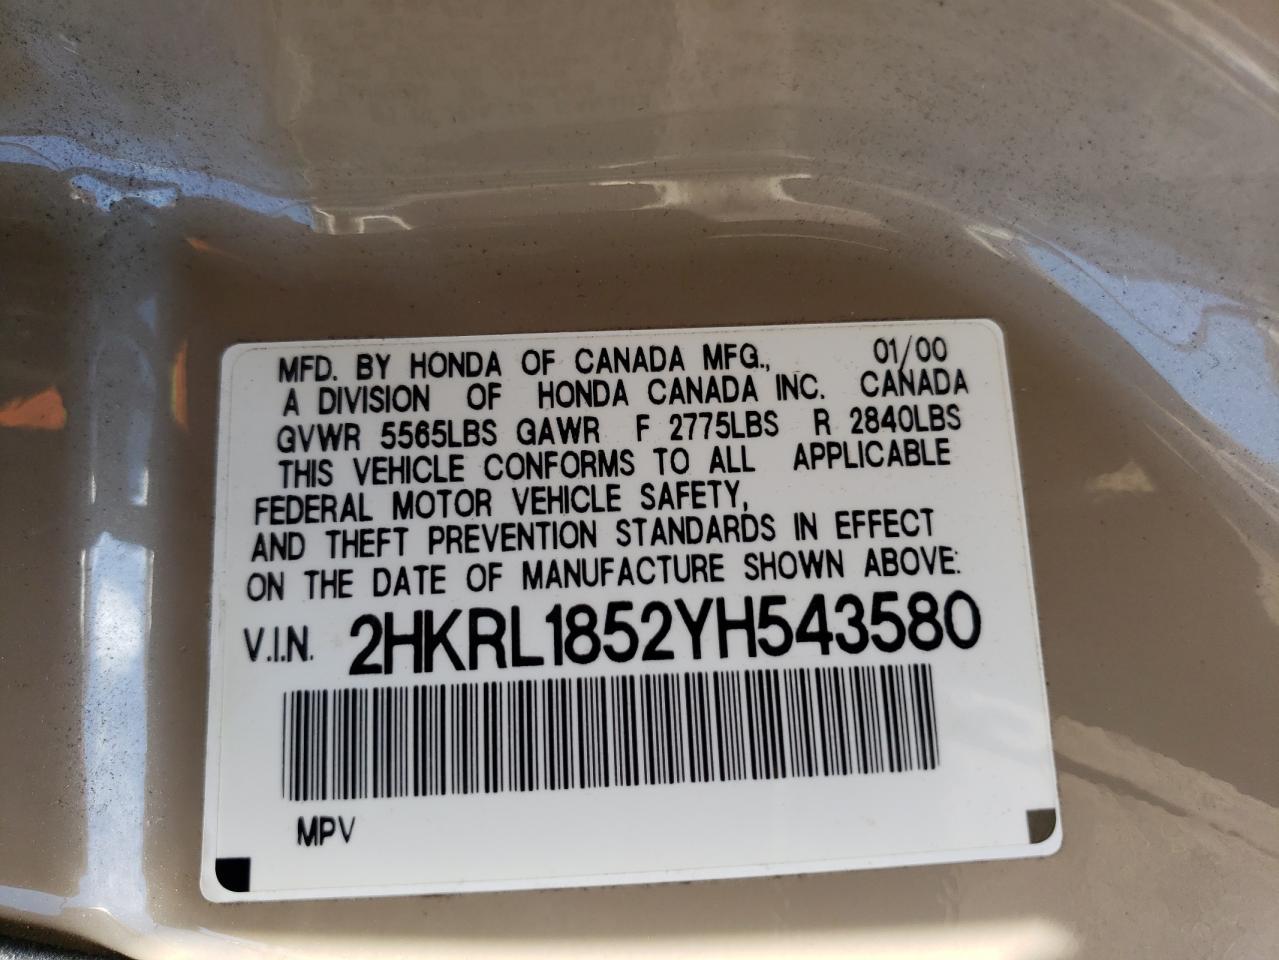 MFD. BY HONDA OF CANADA MFG., 01/00
A DIVISION OF HONDA CANADA INC. CANADA
GVWR 5565LBS GAWR F 2775LBS R 2840LBS
THIS VEHICLE CONFORMS TO ALL APPLICABLE
FEDERAL MOTOR VEHICLE SAFETY,
AND THEFT PREVENTION STANDARDS IN EFFECT
ON THE DATE OF MANUFACTURE SHOWN ABOVE:
V.I.N. 2HKRL1852YH543580
MPV